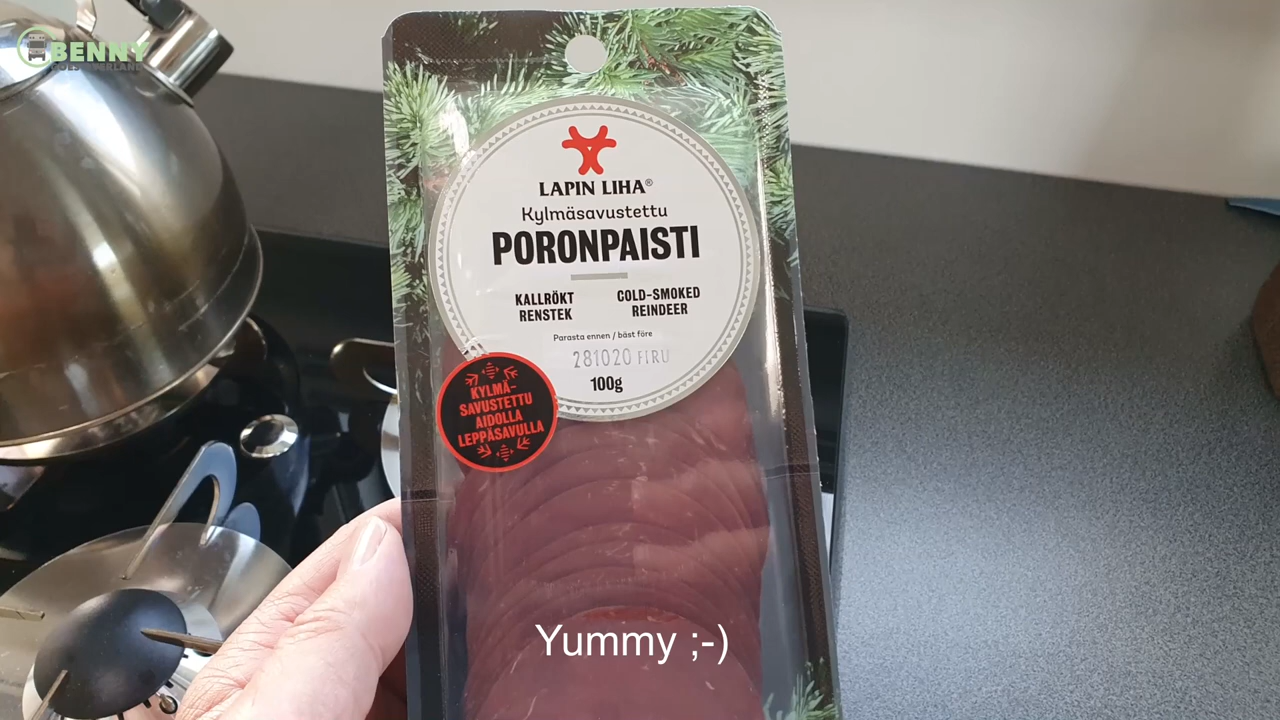 BENNY
LAPIN LIHA®
Kylmäsavustettu
PORONPAISTI
KALLRÖKT
RENSTEK
COLD-SMOKED
REINDEER
Parasta ennen / bäst före
281020 FIRU
100g
KYLMÄ-
SAVUSTETTU
AIDOLLA
LEPPÄSAVULLA
Yummy ;-)